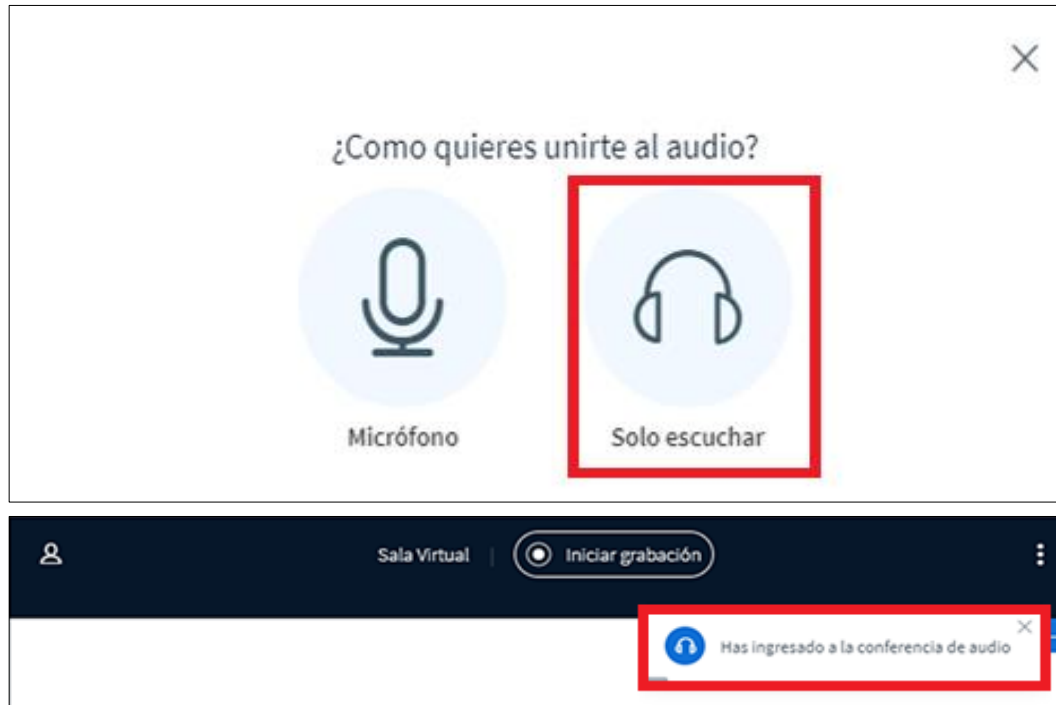 ¿Como quieres unirte al audio?
Micrófono Solo escuchar
Sala Virtual Iniciar grabación
Has ingresado a la conferencia de audio